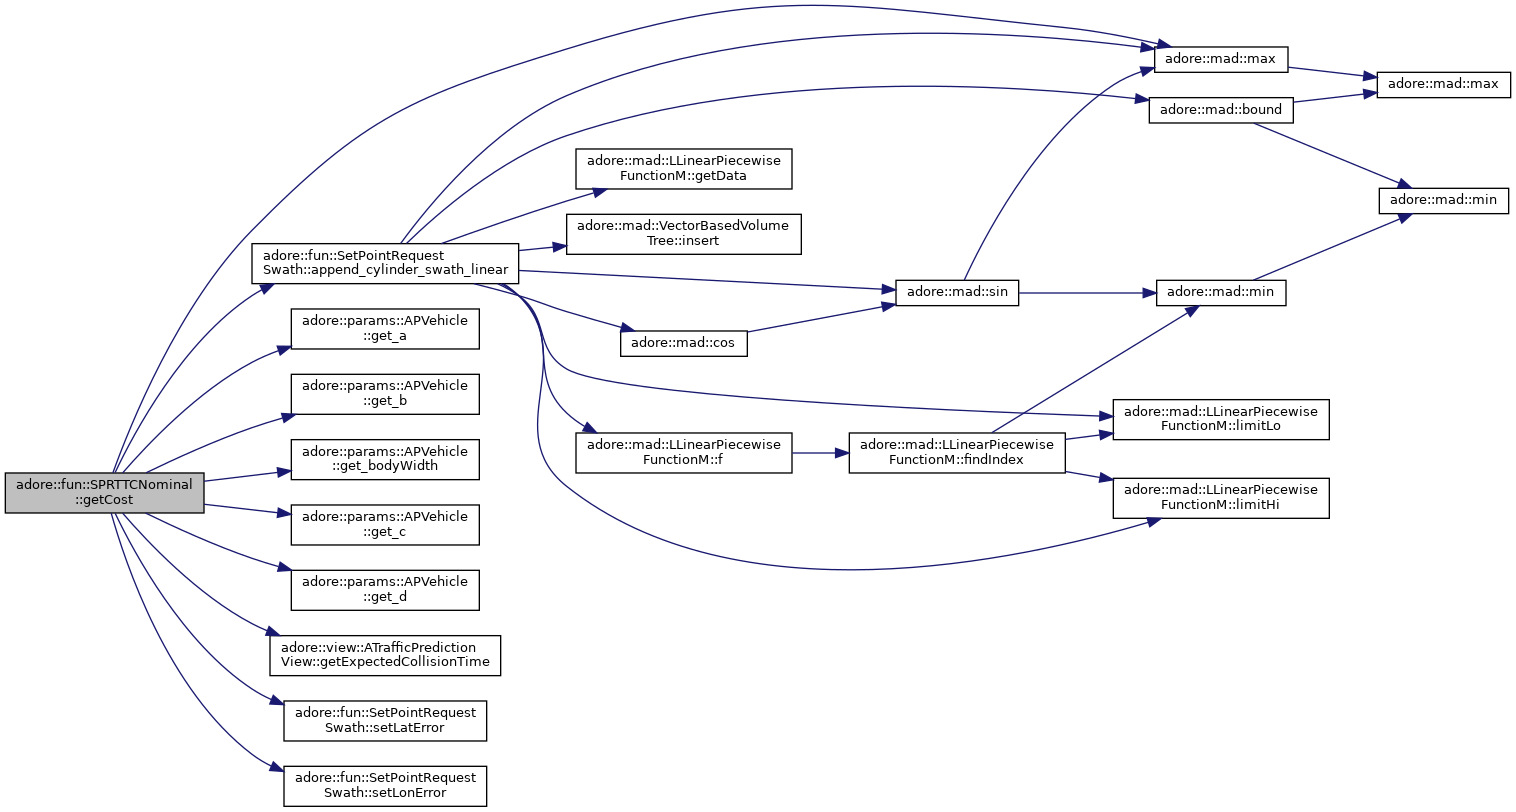 adore::fun::SPRTTCNominal
::getCost
adore::fun::SetPointRequest
Swath::append_cylinder_swath_linear
adore::params::APVehicle
::get_a
adore::params::APVehicle
::get_b
adore::params::APVehicle
::get_bodyWidth
adore::params::APVehicle
::get_c
adore::params::APVehicle
::get_d
adore::view::ATrafficPrediction
View::getExpectedCollisionTime
adore::fun::SetPointRequest
Swath::setLatError
adore::fun::SetPointRequest
Swath::setLonError
adore::mad::LLinearPiecewise
FunctionM::getData
adore::mad::VectorBasedVolume
Tree::insert
adore::mad::cos
adore::mad::LLinearPiecewise
FunctionM::f
adore::mad::sin
adore::mad::LLinearPiecewise
FunctionM::findIndex
adore::mad::max
adore::mad::bound
adore::mad::min
adore::mad::LLinearPiecewise
FunctionM::limitLo
adore::mad::LLinearPiecewise
FunctionM::limitHi
adore::mad::max
adore::mad::min